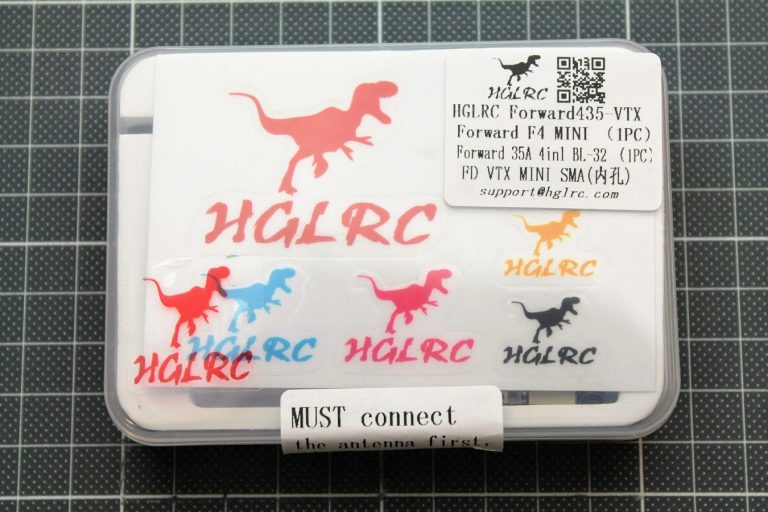 HGLRC
HGLRC Forward435-VTX
Forward F4 MINI (1PC)
Forward 35A 4in1 BL-32 (1PC)
FD VTX MINI SMA(内孔)
support@hglrc.com
HGLRC
HGLRC
HGLRC
HGLRC
HGLRC
HGLRC
MUST connect
the antenna first,